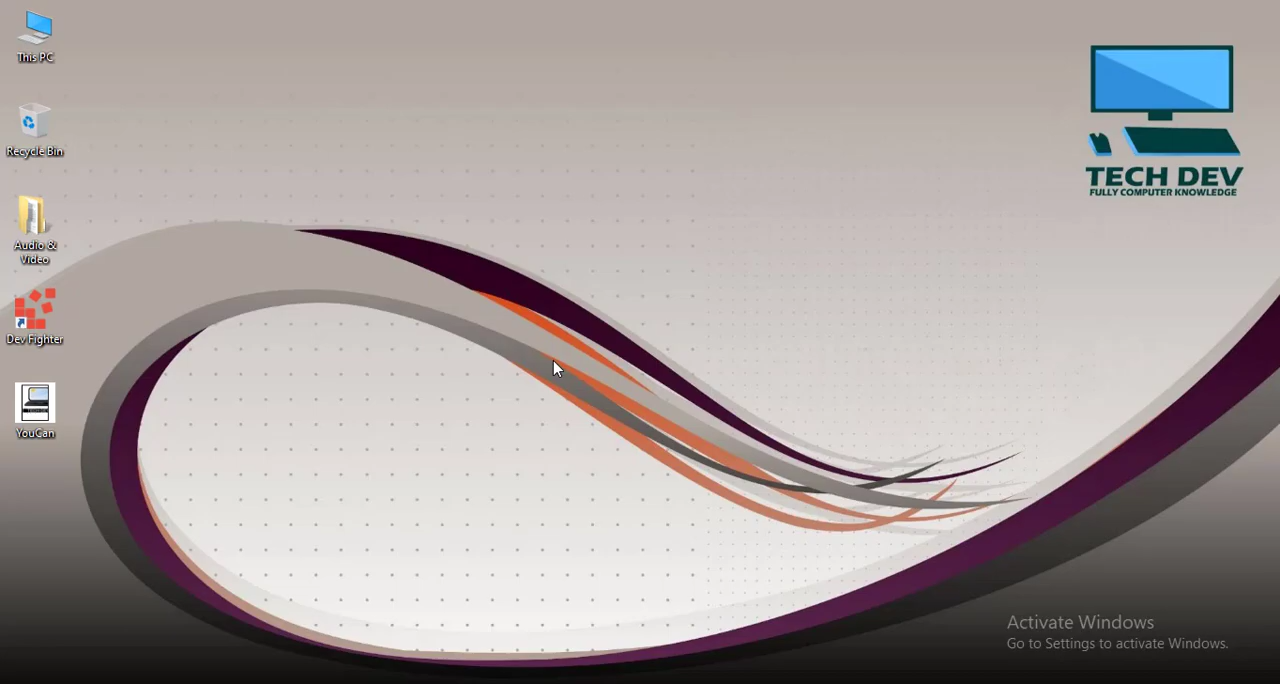 This PC
Recycle Bin
Audio &
Video
Dev Fighter
YouCan
TECH DEV
FULLY COMPUTER KNOWLEDGE
Activate Windows
Go to Settings to activate Windows.